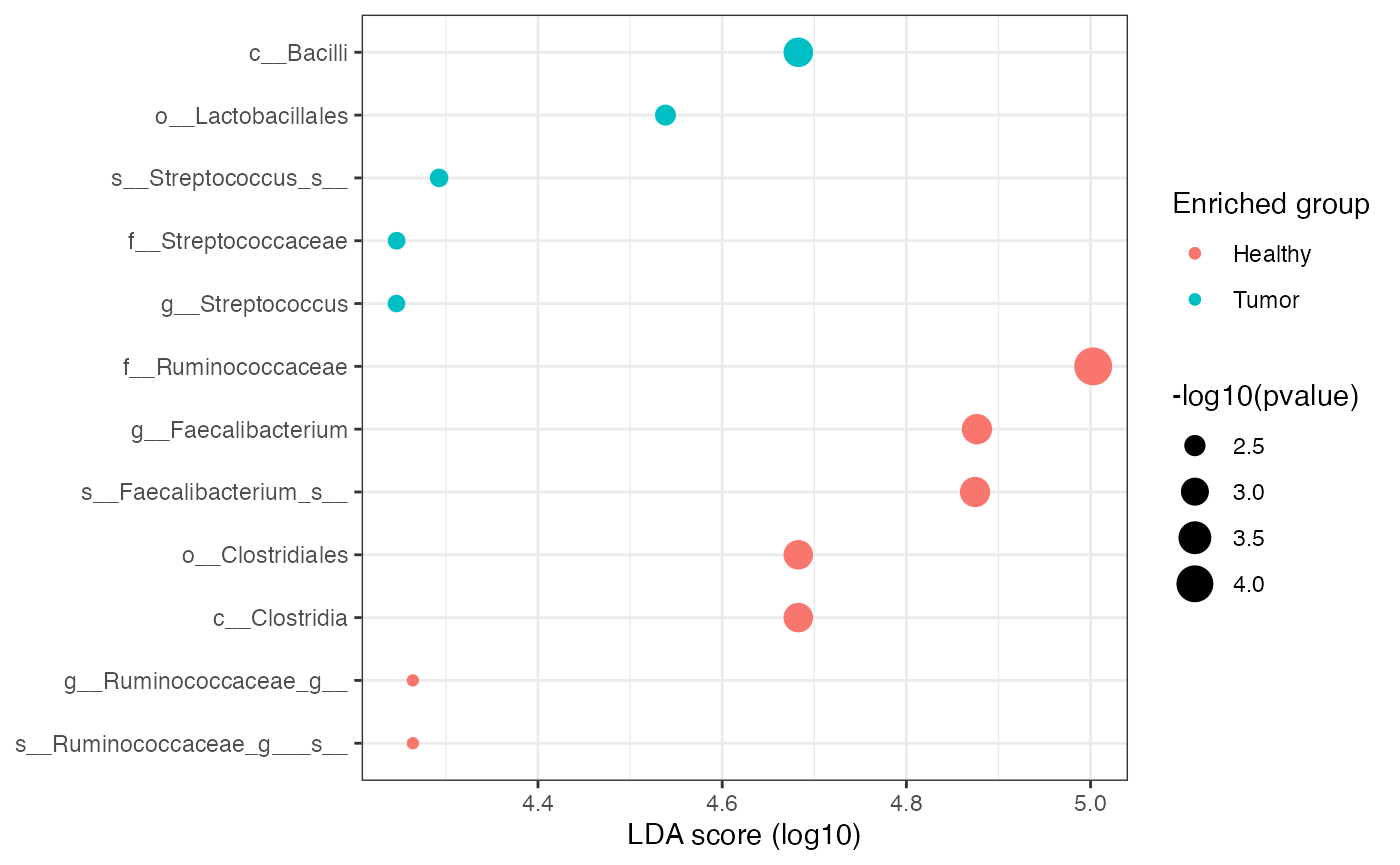 c__Bacilli
o__Lactobacillales
s__Streptococcus_s__
f__Streptococcaceae
g__Streptococcus
f__Ruminococcaceae
g__Faecalibacterium
s__Faecalibacterium_s__
o__Clostridiales
c__Clostridia
g__Ruminococcaceae_g__
s__Ruminococcaceae_g___s__
4.4 4.6 4.8 5.0
LDA score (log10)
Enriched group
Healthy
Tumor
-log10(pvalue)
2.5
3.0
3.5
4.0